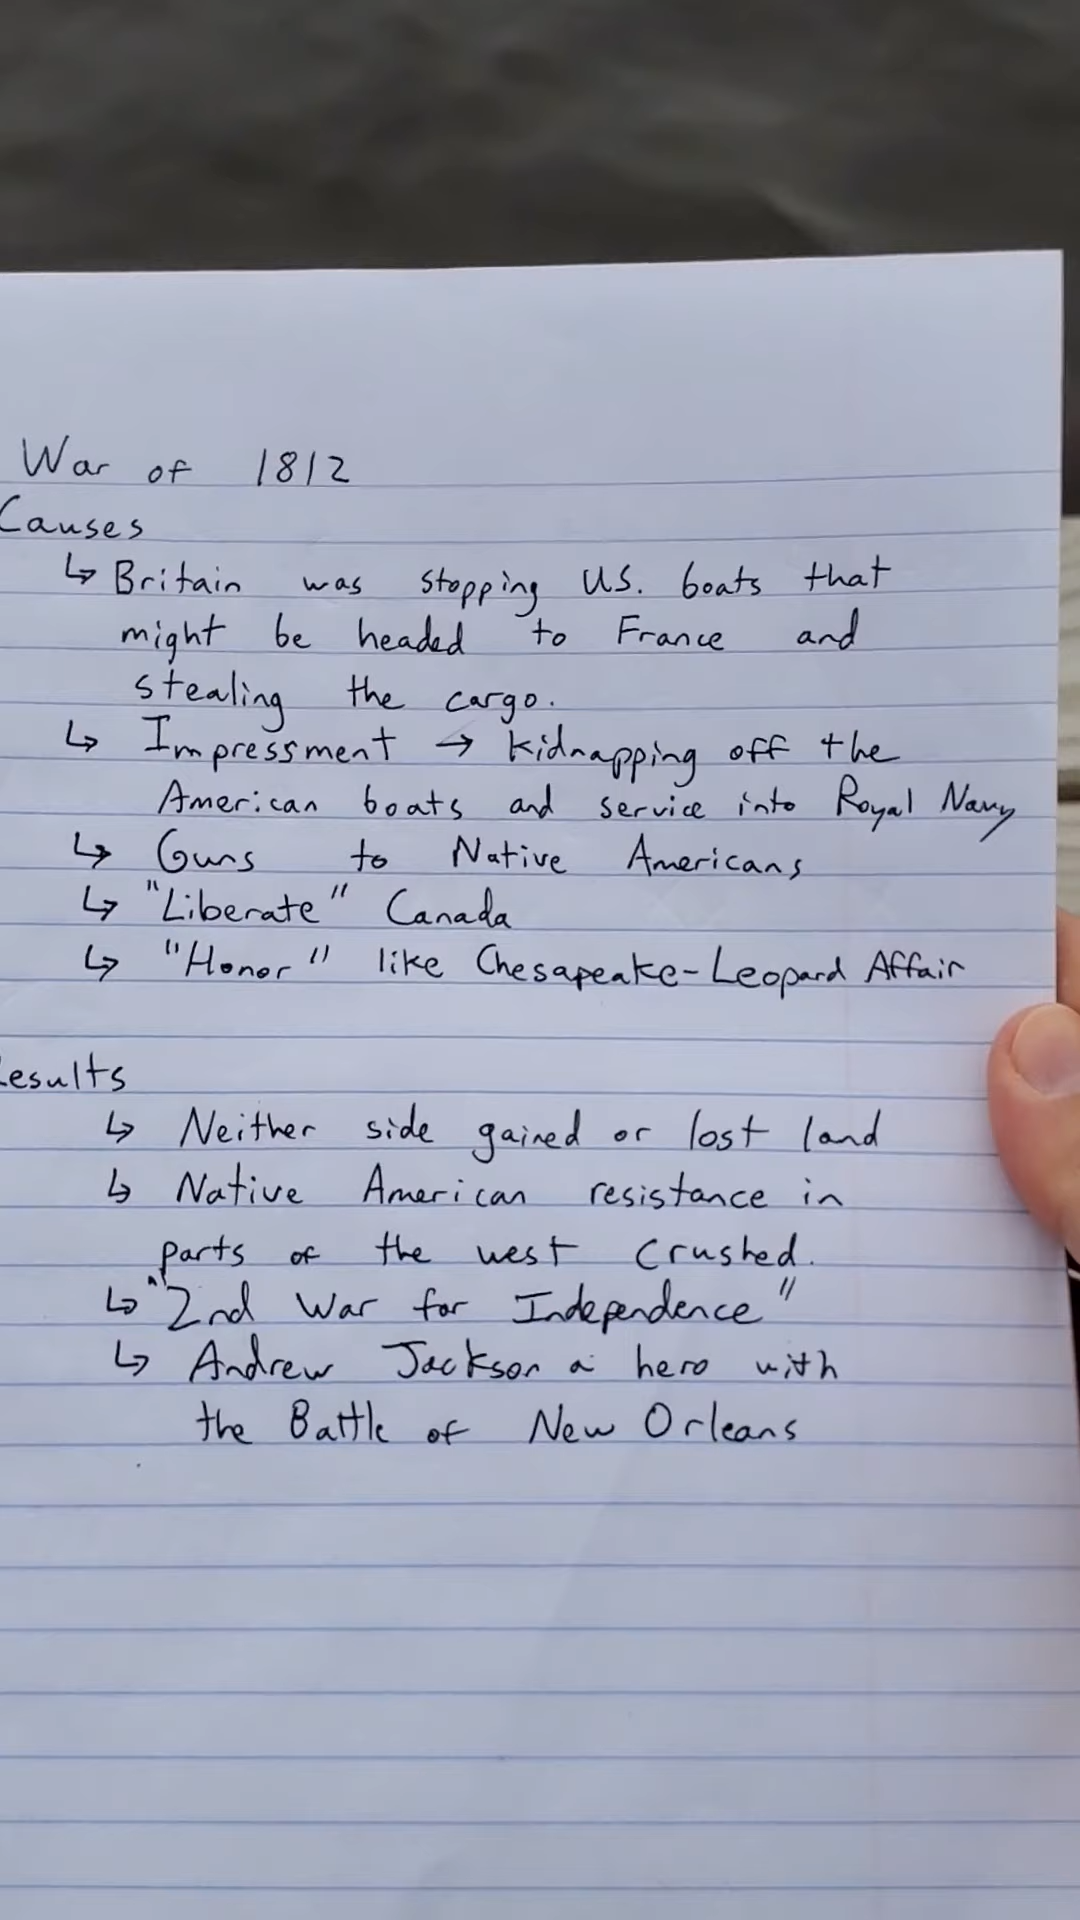 War of 1812
Causes
↳ Britain was stopping U.S. boats that
might be headed to France and
stealing the cargo.
↳ Impressment → kidnapping off the
American boats and service into Royal Navy
↳ Guns to Native Americans
↳ "Liberate" Canada
↳ "Honor" like Chesapeake-Leopard Affair
Results
↳ Neither side gained or lost land
↳ Native American resistance in
parts of the west crushed.
↳ "2nd War for Independence"
↳ Andrew Jackson a hero with
the Battle of New Orleans